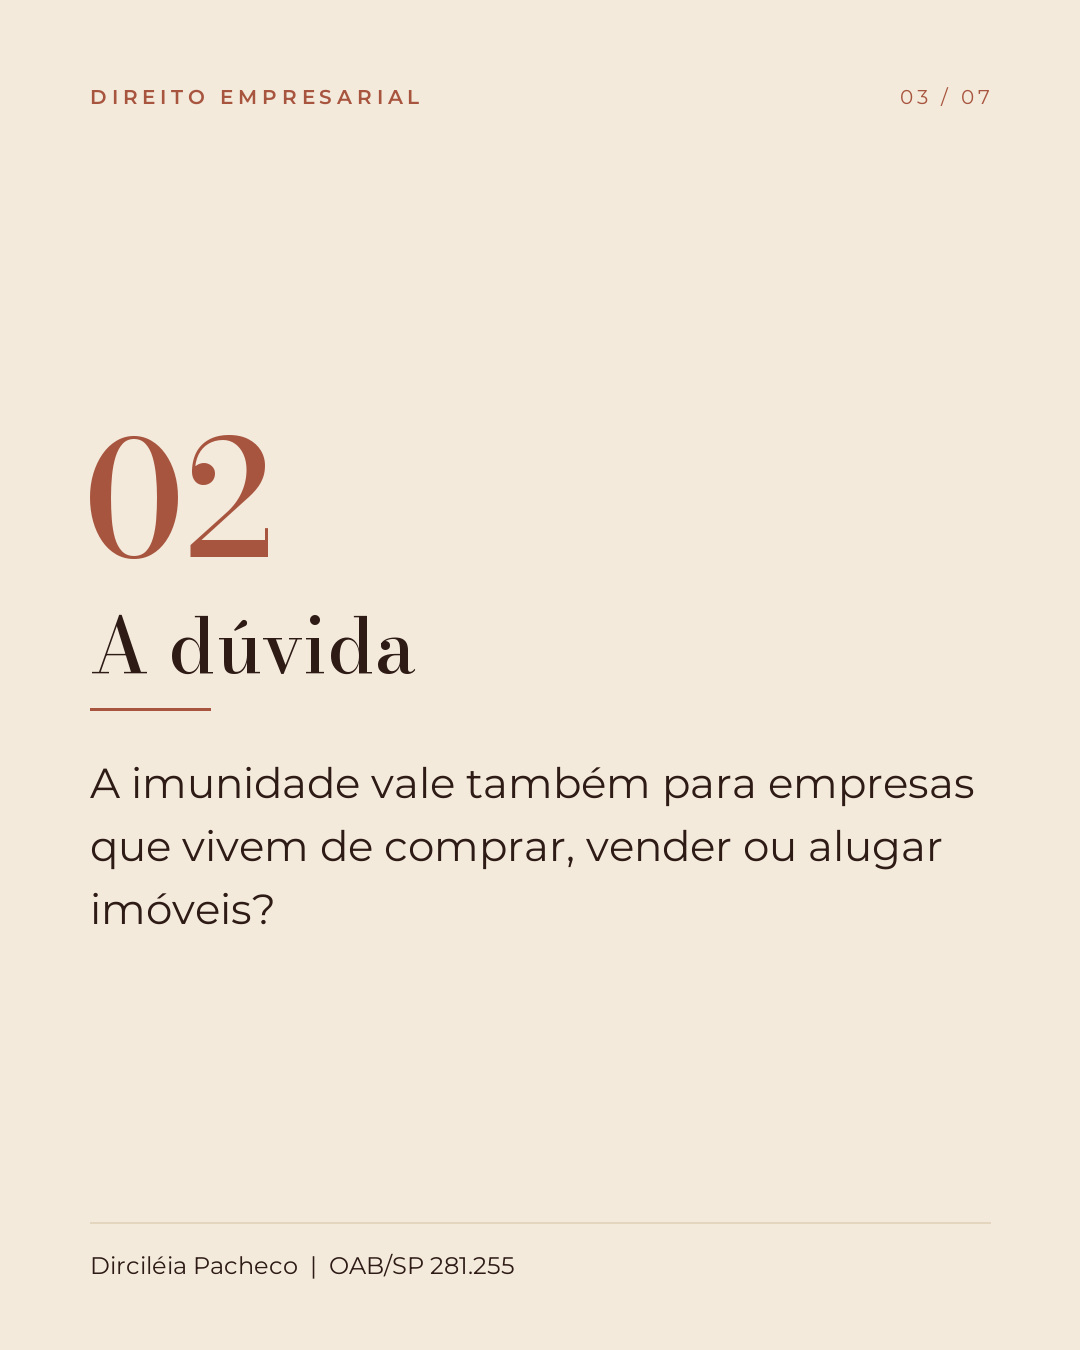 DIREITO EMPRESARIAL
03 / 07
02
A dúvida
A imunidade vale também para empresas
que vivem de comprar, vender ou alugar
imóveis?
Dirciléia Pacheco | OAB/SP 281.255